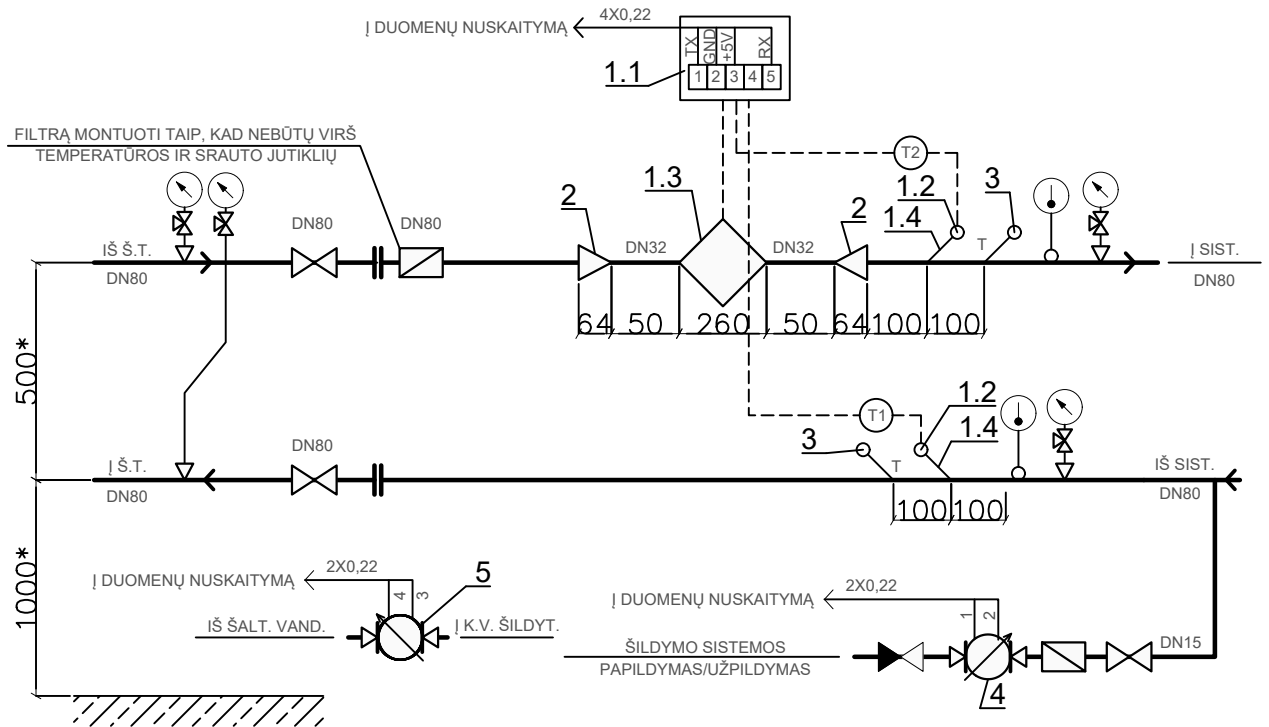 Į DUOMENŲ NUSKAITYMĄ
4X0,22
TX
GND
+5V
RX
1.1
1 2 3 4 5
FILTRĄ MONTUOTI TAIP, KAD NEBŪTŲ VIRŠ
TEMPERATŪROS IR SRAUTO JUTIKLIŲ
T2
DN80
DN80
2
1.3
2
1.2
1.4
3
IŠ Š.T.
DN80
DN32
DN32
T
Į SIST.
DN80
64 50 260 50 64 100 100
500*
T1
1.2
1.4
3
DN80
T
Į Š.T.
DN80
IŠ SIST.
DN80
100 100
1000*
Į DUOMENŲ NUSKAITYMĄ
2X0,22
4
3
5
IŠ ŠALT. VAND.
Į K.V. ŠILDYT.
Į DUOMENŲ NUSKAITYMĄ
2X0,22
1
2
ŠILDYMO SISTEMOS
PAPILDYMAS/UŽPILDYMAS
DN15
4